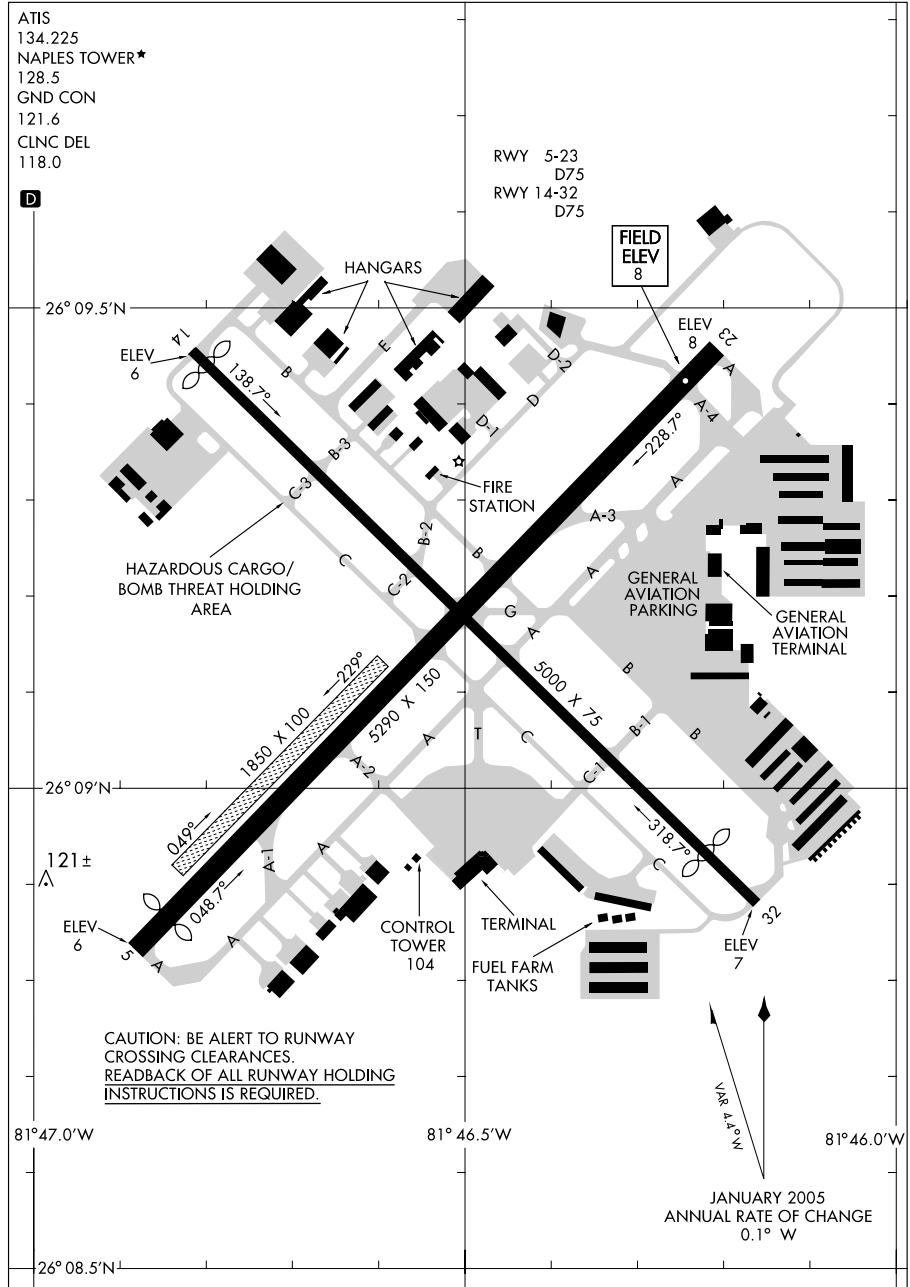 ATIS
134.225
NAPLES TOWER★
128.5
GND CON
121.6
CLNC DEL
118.0
D
RWY 5-23
D75
RWY 14-32
D75
FIELD
ELEV
8
HANGARS
26°09.5'N
14
ELEV
6
ELEV
8
23
A
B
E
D-2
D
D-1
138.7°
228.7°
A-4
B-3
C-3
FIRE
STATION
A
A-3
B-2
HAZARDOUS CARGO/
BOMB THREAT HOLDING
AREA
C
C-2
B
A
G
A
GENERAL
AVIATION
PARKING
GENERAL
AVIATION
TERMINAL
229°
1850 X 100
049°
5290 X 150
5000 X 75
B
B-1
B
A
T
C
C-1
A-2
26°09'N
318.7°
121±
A-1
A
C
048.7°
ELEV
6
5
A
A
CONTROL
TOWER
104
TERMINAL
FUEL FARM
TANKS
32
ELEV
7
CAUTION: BE ALERT TO RUNWAY
CROSSING CLEARANCES.
READBACK OF ALL RUNWAY HOLDING
INSTRUCTIONS IS REQUIRED.
VAR 4.4° W
81°47.0'W
81°46.5'W
81°46.0'W
JANUARY 2005
ANNUAL RATE OF CHANGE
0.1° W
26°08.5'N